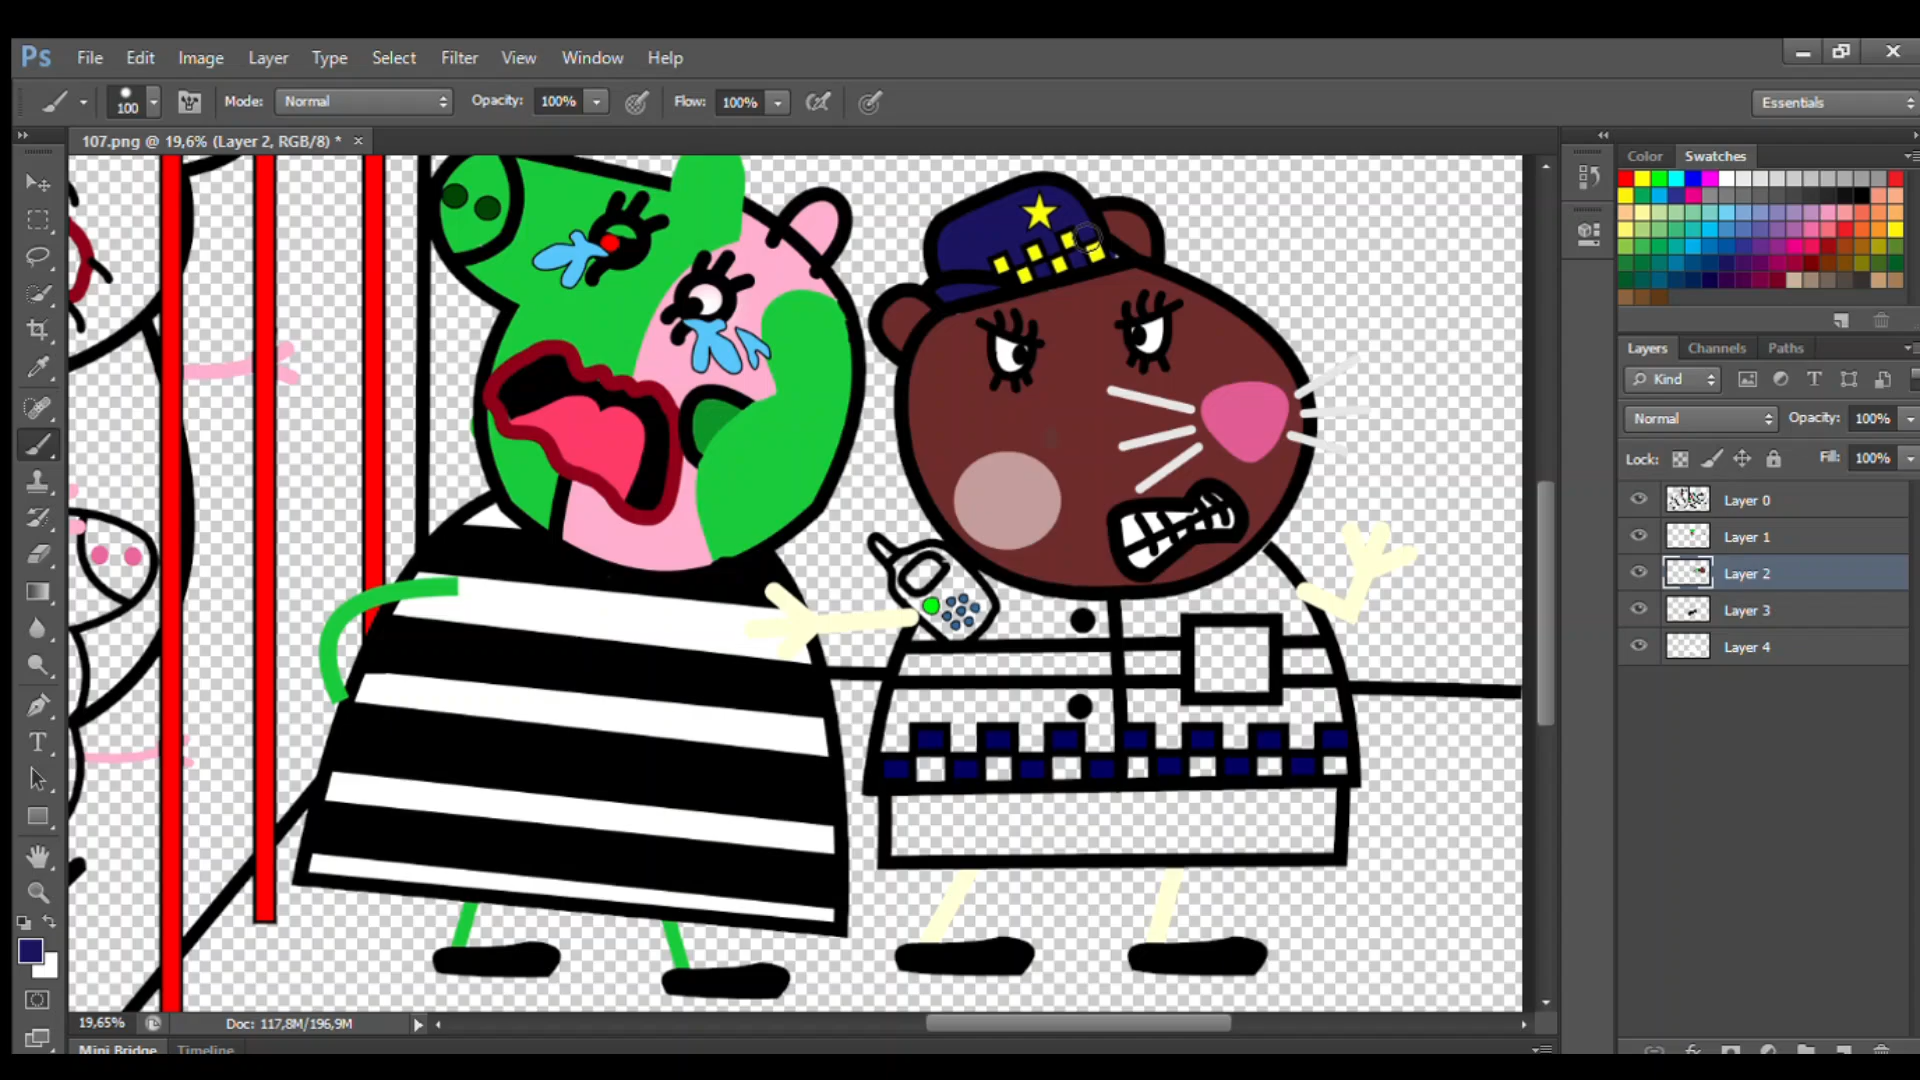 Ps File Edit Image Layer Type Select Filter View Window Help
100 Mode: Normal Opacity: 100% Flow: 100% Essentials
107.png @ 19,6% (Layer 2, RGB/8) * ×
Color Swatches
Layers Channels Paths
Kind T
Normal Opacity: 100%
Lock: Fill: 100%
Layer 0
Layer 1
Layer 2
Layer 3
Layer 4
T
19,65% Doc: 117,8M/196,9M
Mini Bridge Timeline
fx